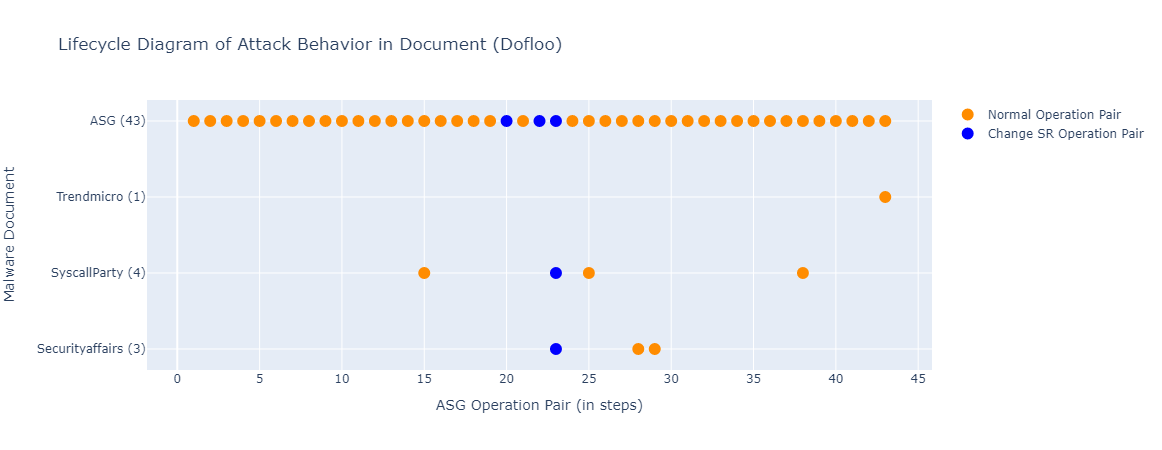 Lifecycle Diagram of Attack Behavior in Document (Dofloo)
Normal Operation Pair
Change SR Operation Pair
Malware Document
ASG (43)
Trendmicro (1)
SyscallParty (4)
Securityaffairs (3)
0 5 10 15 20 25 30 35 40 45
ASG Operation Pair (in steps)